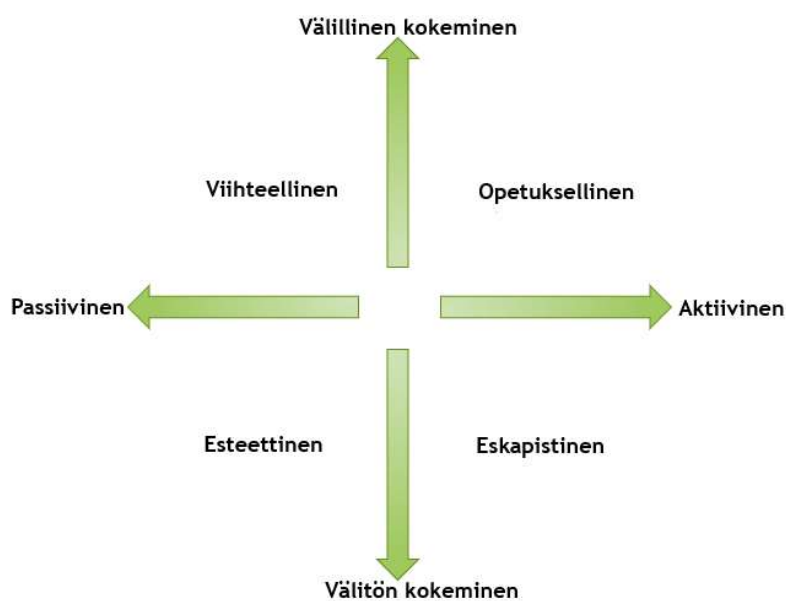 Välillinen kokeminen
Viihteellinen
Opetuksellinen
Passiivinen
Aktiivinen
Esteettinen
Eskapistinen
Välitön kokeminen